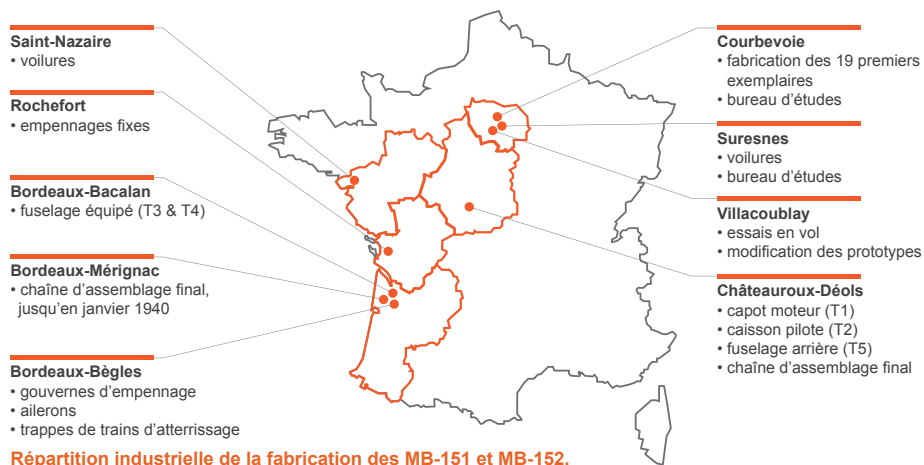 Saint-Nazaire
• voilures
Rochefort
• empennages fixes
Bordeaux-Bacalan
• fuselage équipé (T3 & T4)
Bordeaux-Mérignac
• chaîne d'assemblage final,
jusqu'en janvier 1940
Bordeaux-Bègles
• gouvernes d'empennage
• ailerons
• trappes de trains d'atterrissage
Courbevoie
• fabrication des 19 premiers
exemplaires
• bureau d'études
Suresnes
• voilures
• bureau d'études
Villacoublay
• essais en vol
• modification des prototypes
Châteauroux-Déols
• capot moteur (T1)
• caisson pilote (T2)
• fuselage arrière (T5)
• chaîne d'assemblage final
Répartition industrielle de la fabrication des MB-151 et MB-152.